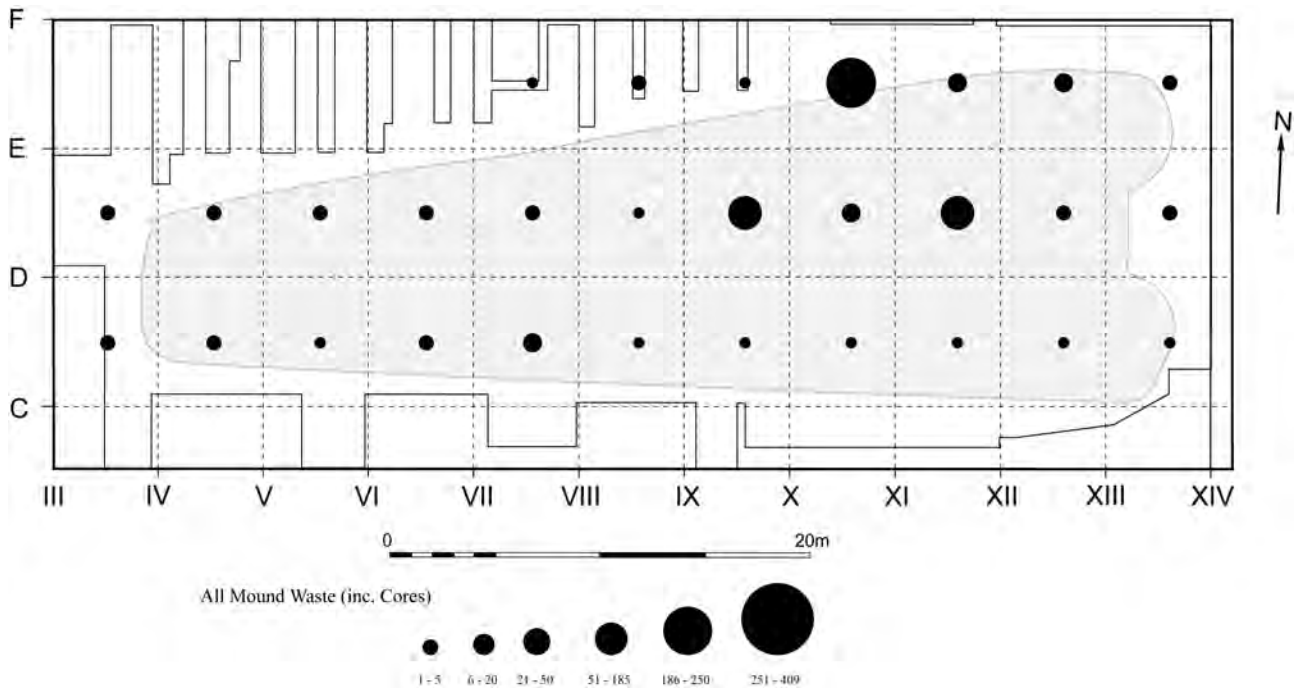 F
E
N
D
C
III IV V VI VII VIII IX X XI XII XIII XIV
0 20m
All Mound Waste (inc. Cores)
1 - 5 6 - 20 21 - 50 51 - 185 186 - 250 251 - 409